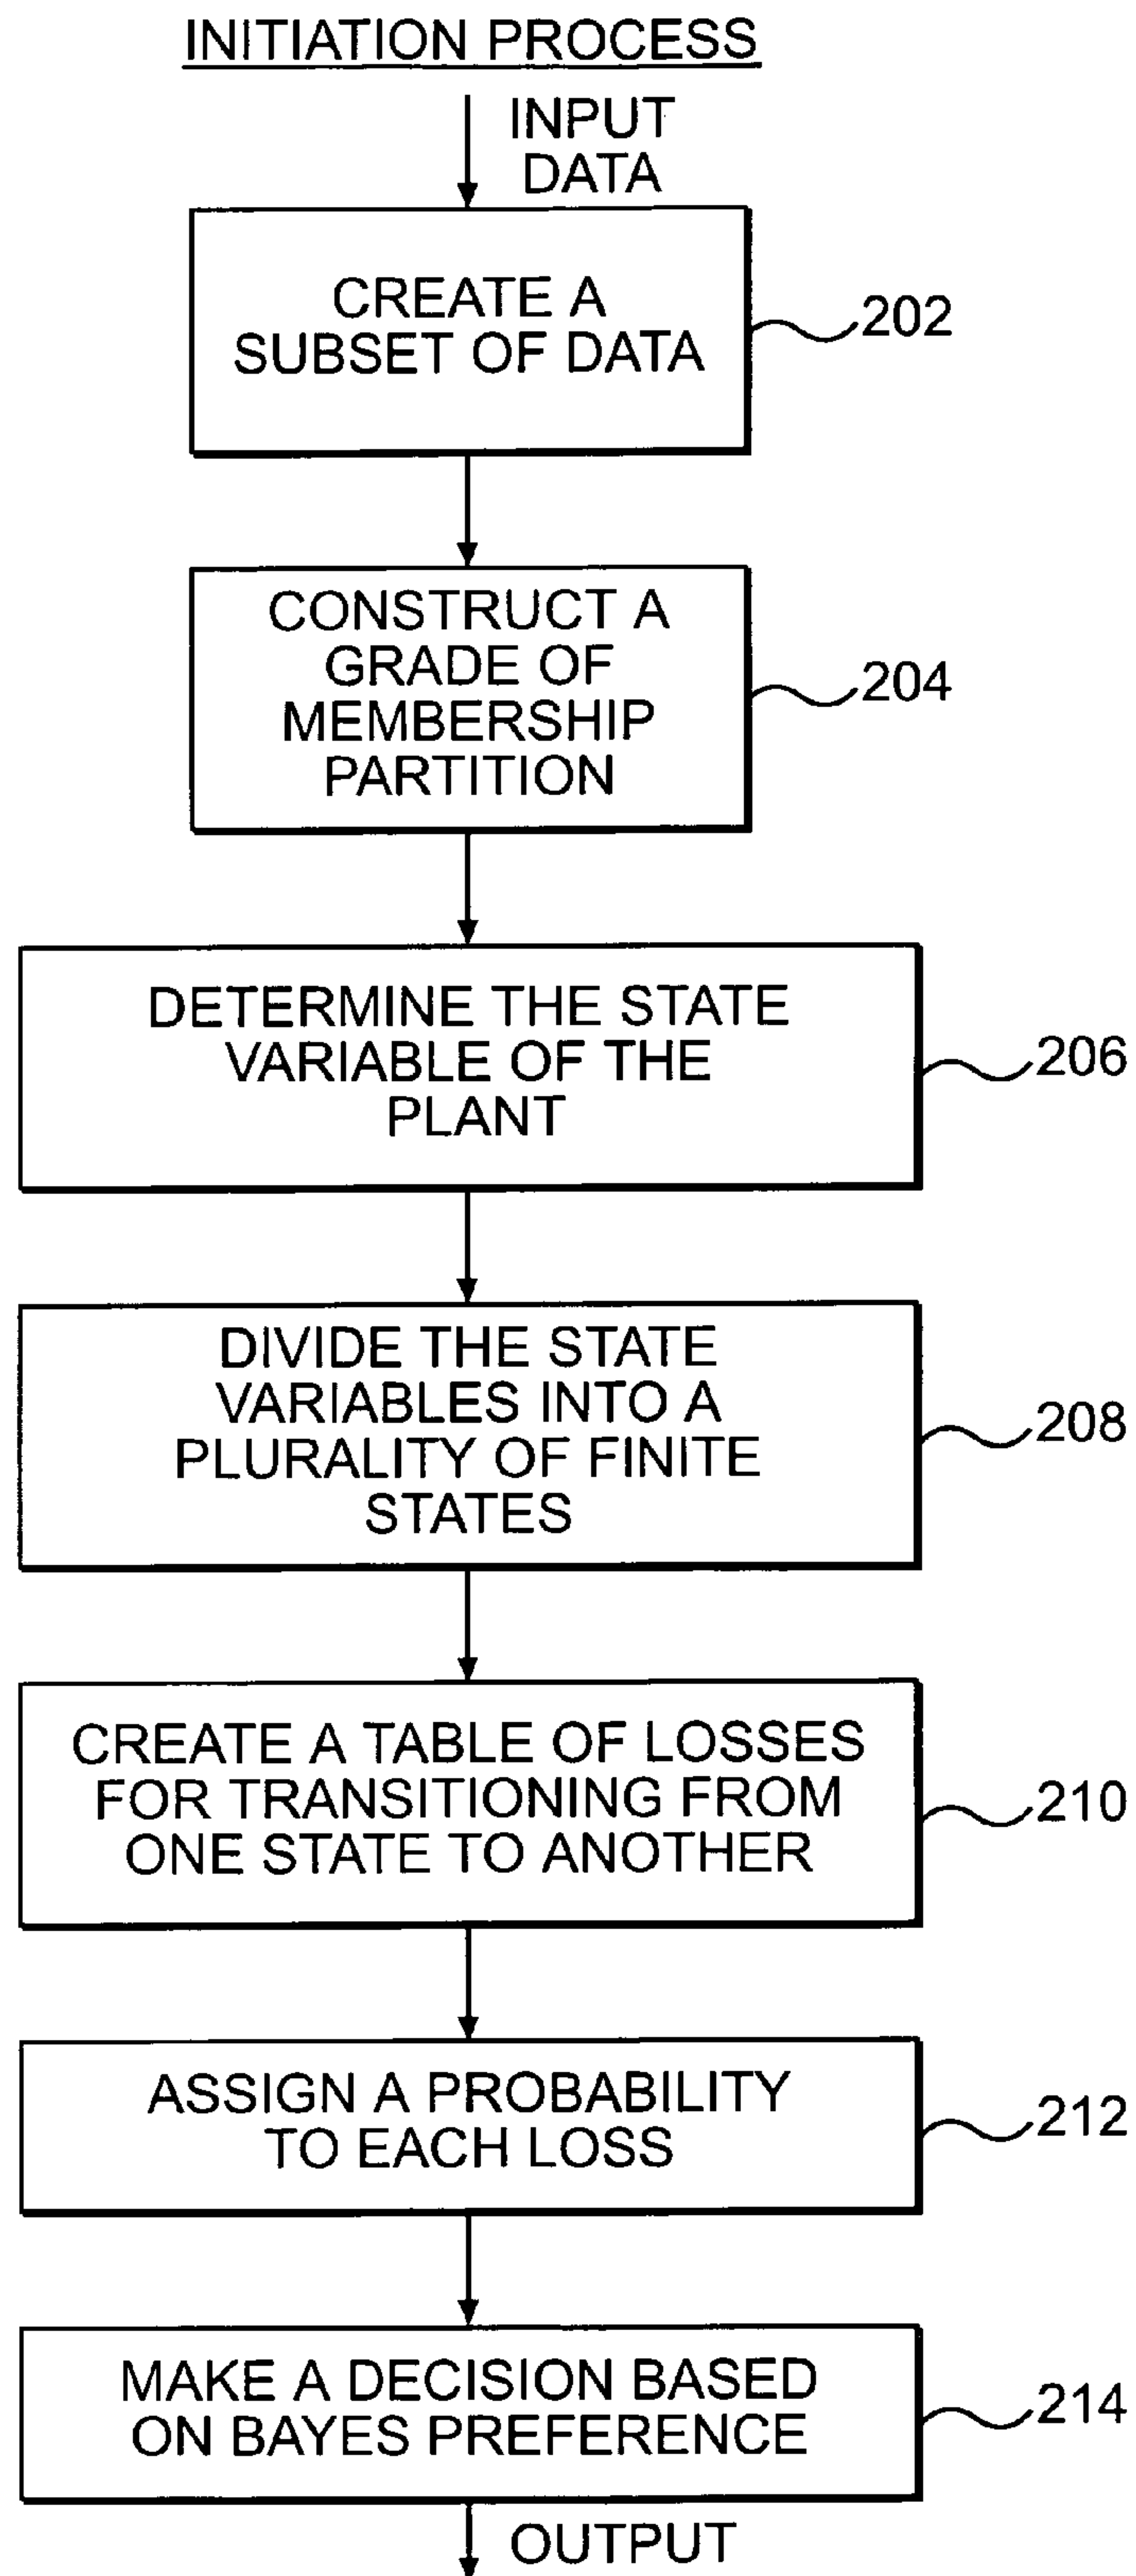 INITIATION PROCESS
INPUT
DATA
CREATE A
SUBSET OF DATA
202
CONSTRUCT A
GRADE OF
MEMBERSHIP
PARTITION
204
DETERMINE THE STATE
VARIABLE OF THE
PLANT
206
DIVIDE THE STATE
VARIABLES INTO A
PLURALITY OF FINITE
STATES
208
CREATE A TABLE OF LOSSES
FOR TRANSITIONING FROM
ONE STATE TO ANOTHER
210
ASSIGN A PROBABILITY
TO EACH LOSS
212
MAKE A DECISION BASED
ON BAYES PREFERENCE
214
OUTPUT